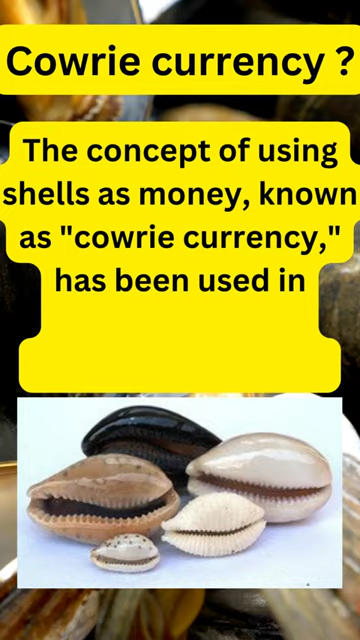 Cowrie currency ?
The concept of using
shells as money, known
as "cowrie currency,"
has been used in